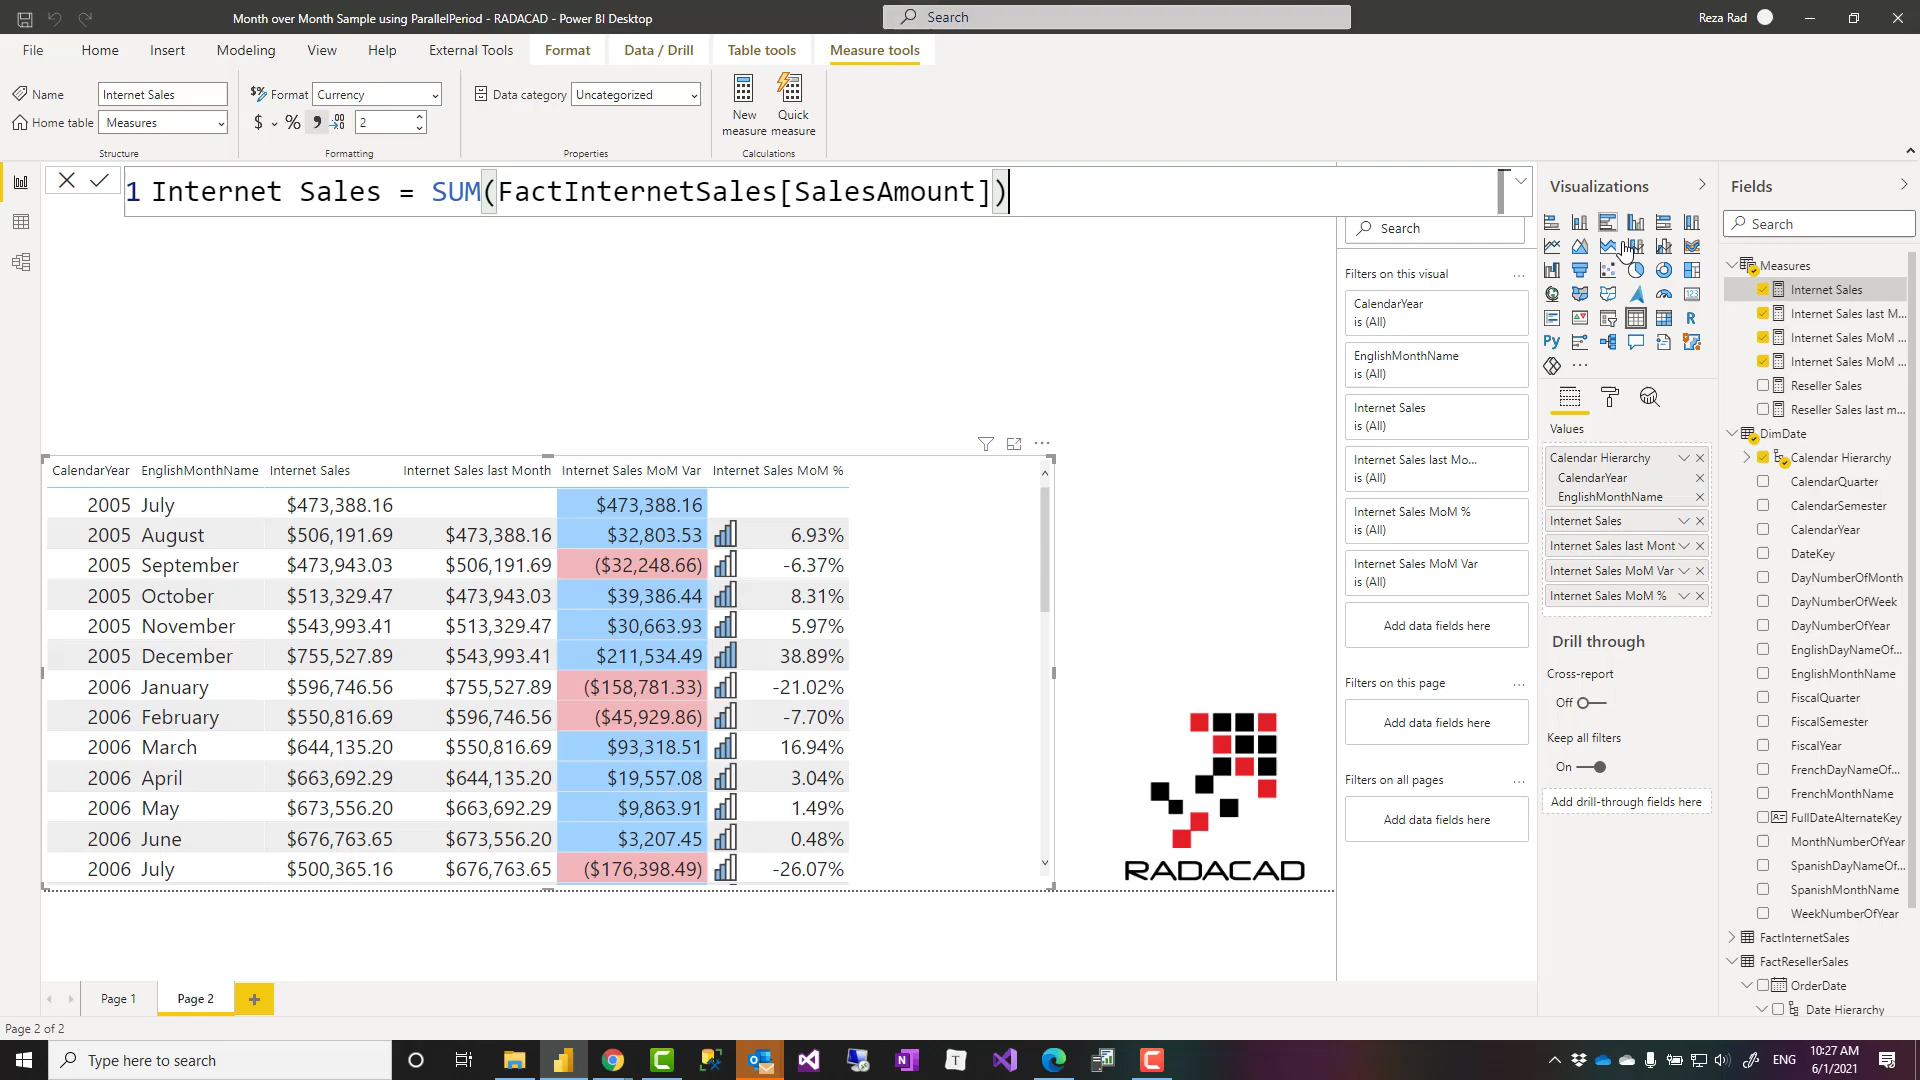 Month over Month Sample using ParallelPeriod - RADACAD - Power BI Desktop
Search
Reza Rad
File
Home
Insert
Modeling
View
Help
External Tools
Format
Data / Drill
Table tools
Measure tools
Name
Internet Sales
Home table
Measures
Structure
$% Format
Currency
$
%
,
2
Formatting
Data category
Uncategorized
Properties
New measure
Quick measure
Calculations
1 Internet Sales = SUM(FactInternetSales[SalesAmount])
CalendarYear EnglishMonthName Internet Sales Internet Sales last Month Internet Sales MoM Var Internet Sales MoM %
2005 July $473,388.16 $473,388.16
2005 August $506,191.69 $473,388.16 $32,803.53 6.93%
2005 September $473,943.03 $506,191.69 ($32,248.66) -6.37%
2005 October $513,329.47 $473,943.03 $39,386.44 8.31%
2005 November $543,993.41 $513,329.47 $30,663.93 5.97%
2005 December $755,527.89 $543,993.41 $211,534.49 38.89%
2006 January $596,746.56 $755,527.89 ($158,781.33) -21.02%
2006 February $550,816.69 $596,746.56 ($45,929.86) -7.70%
2006 March $644,135.20 $550,816.69 $93,318.51 16.94%
2006 April $663,692.29 $644,135.20 $19,557.08 3.04%
2006 May $673,556.20 $663,692.29 $9,863.91 1.49%
2006 June $676,763.65 $673,556.20 $3,207.45 0.48%
2006 July $500,365.16 $676,763.65 ($176,398.49) -26.07%
RADACAD
Search
Filters on this visual
CalendarYear
is (All)
EnglishMonthName
is (All)
Internet Sales
is (All)
Internet Sales last Mo...
is (All)
Internet Sales MoM %
is (All)
Internet Sales MoM Var
is (All)
Add data fields here
Filters on this page
Add data fields here
Filters on all pages
Add data fields here
Visualizations
123
R
Py
Values
Calendar Hierarchy
CalendarYear
EnglishMonthName
Internet Sales
Internet Sales last Mont
Internet Sales MoM Var
Internet Sales MoM %
Drill through
Cross-report
Off
Keep all filters
On
Add drill-through fields here
Fields
Search
Measures
Internet Sales
Internet Sales last M...
Internet Sales MoM ...
Internet Sales MoM ...
Reseller Sales
Reseller Sales last m...
DimDate
Calendar Hierarchy
CalendarQuarter
CalendarSemester
CalendarYear
DateKey
DayNumberOfMonth
DayNumberOfWeek
DayNumberOfYear
EnglishDayNameOf...
EnglishMonthName
FiscalQuarter
FiscalSemester
FiscalYear
FrenchDayNameOf...
FrenchMonthName
FullDateAlternateKey
MonthNumberOfYear
SpanishDayNameOf...
SpanishMonthName
WeekNumberOfYear
FactInternetSales
FactResellerSales
OrderDate
Date Hierarchy
Page 1
Page 2
+
Page 2 of 2
Type here to search
ENG
10:27 AM
6/1/2021